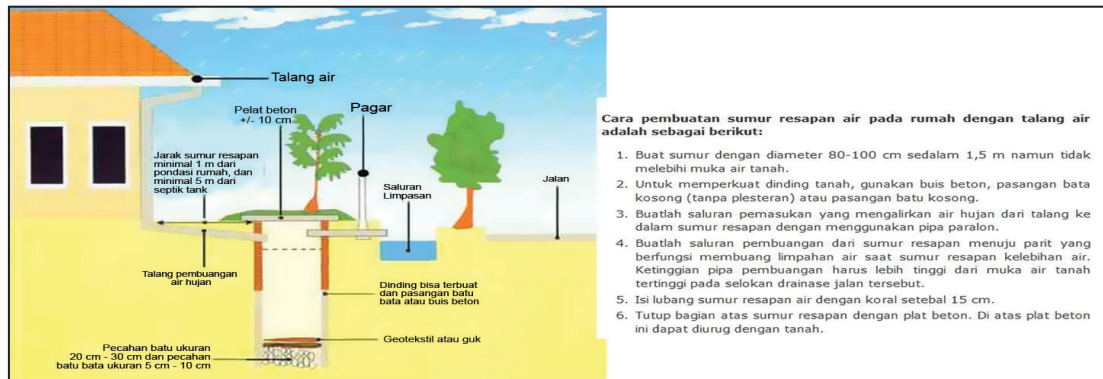 Talang air
Pelat beton
+/- 10 cm
Pagar
Jarak sumur resapan
minimal 1 m dari
pondasi rumah, dan
minimal 5 m dari
septik tank
Saluran
Limpasan
Jalan
Talang pembuangan
air hujan
Dinding bisa terbuat
dan pasangan batu
bata atau buis beton
Geotekstil atau guk
Pecahan batu ukuran
20 cm - 30 cm dan pecahan
batu bata ukuran 5 cm - 10 cm
Cara pembuatan sumur resapan air pada rumah dengan talang air
adalah sebagai berikut:
1. Buat sumur dengan diameter 80-100 cm sedalam 1,5 m namun tidak
melebihi muka air tanah.
2. Untuk memperkuat dinding tanah, gunakan buis beton, pasangan bata
kosong (tanpa plesteran) atau pasangan batu kosong.
3. Buatlah saluran pemasukan yang mengalirkan air hujan dari talang ke
dalam sumur resapan dengan menggunakan pipa paralon.
4. Buatlah saluran pembuangan dari sumur resapan menuju parit yang
berfungsi membuang limpahan air saat sumur resapan kelebihan air.
Ketinggian pipa pembuangan harus lebih tinggi dari muka air tanah
tertinggi pada selokan drainase jalan tersebut.
5. Isi lubang sumur resapan air dengan koral setebal 15 cm.
6. Tutup bagian atas sumur resapan dengan plat beton. Di atas plat beton
ini dapat diurug dengan tanah.